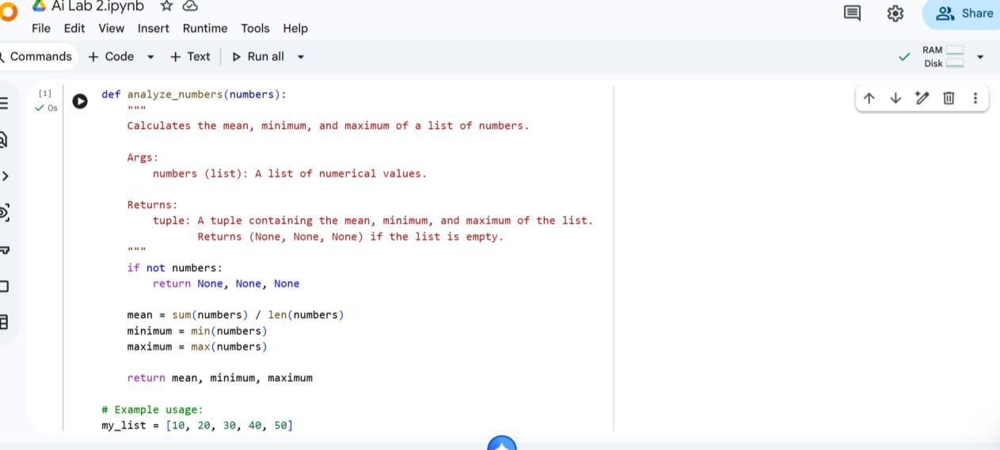 Ai Lab 2.ipynb
File Edit View Insert Runtime Tools Help
Share
Commands + Code + Text Run all
RAM
Disk
[1]
0s
def analyze_numbers(numbers):
    """
    Calculates the mean, minimum, and maximum of a list of numbers.

    Args:
        numbers (list): A list of numerical values.

    Returns:
        tuple: A tuple containing the mean, minimum, and maximum of the list.
               Returns (None, None, None) if the list is empty.
    """
    if not numbers:
        return None, None, None

    mean = sum(numbers) / len(numbers)
    minimum = min(numbers)
    maximum = max(numbers)

    return mean, minimum, maximum

# Example usage:
my_list = [10, 20, 30, 40, 50]